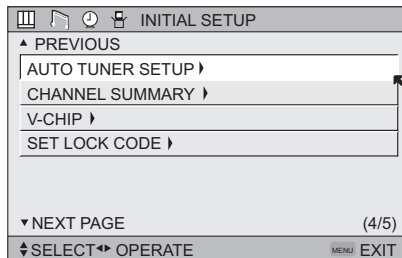 INITIAL SETUP
PREVIOUS
AUTO TUNER SETUP
CHANNEL SUMMARY
V-CHIP
SET LOCK CODE
NEXT PAGE (4/5)
SELECT OPERATE MENU EXIT